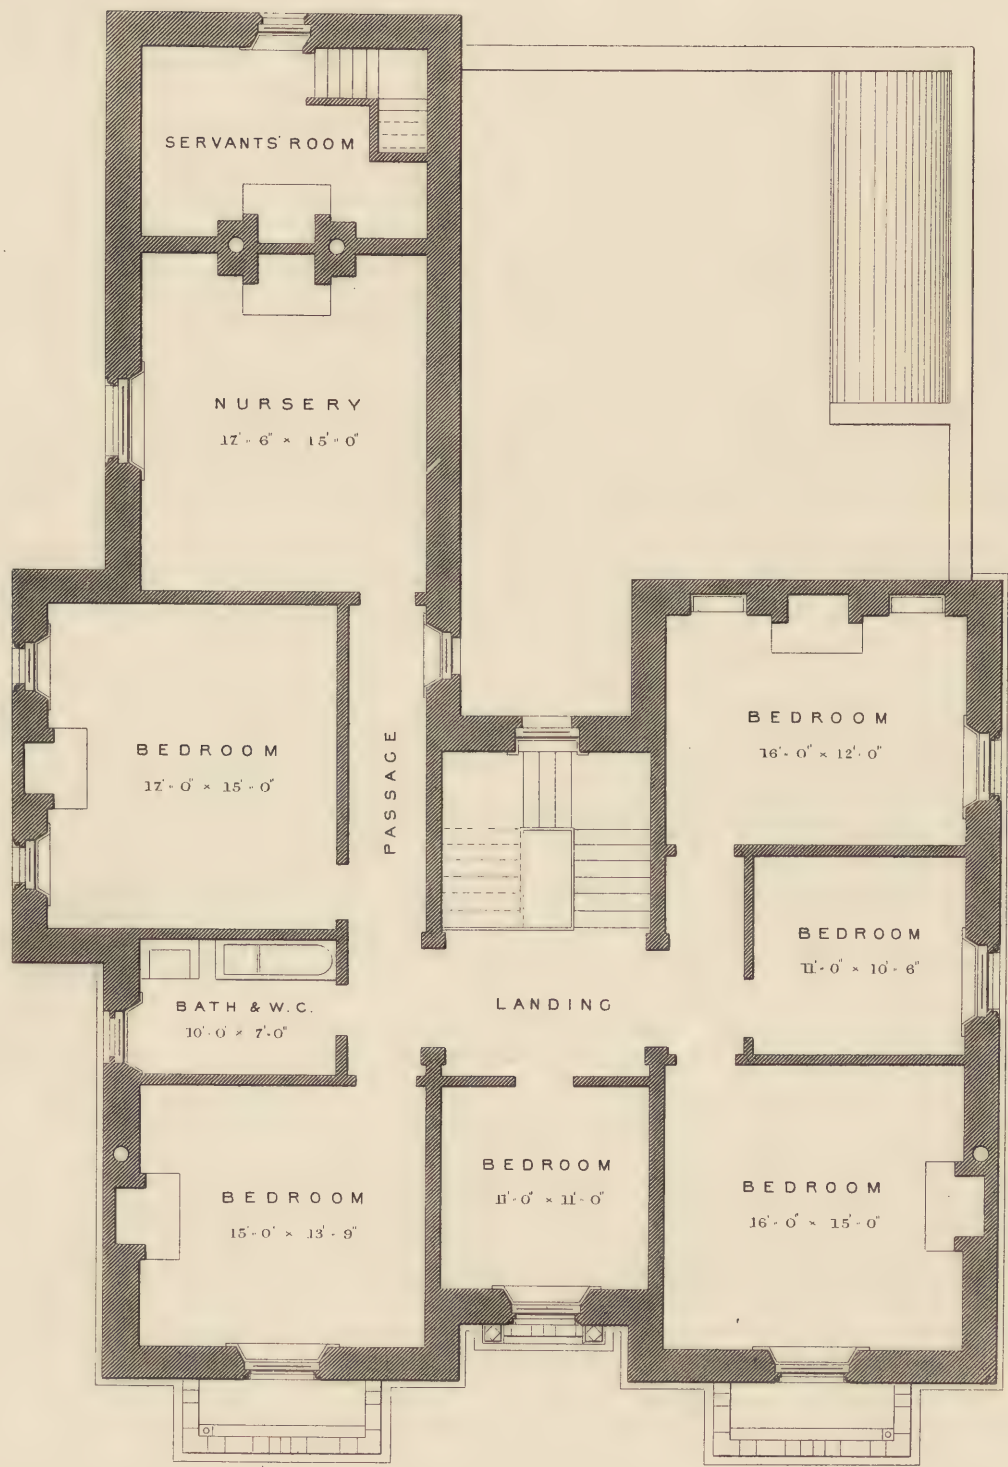 SERVANTS' ROOM
NURSERY
17'-6" × 15'-0"
BEDROOM
17'-0" × 15'-0"
PASSAGE
BEDROOM
16'-0" × 12'-0"
BEDROOM
11'-0" × 10'-6"
BATH & W.C.
10'-0" × 7'-0"
LANDING
BEDROOM
15'-0" × 13'-9"
BEDROOM
11'-0" × 11'-0"
BEDROOM
16'-0" × 15'-0"